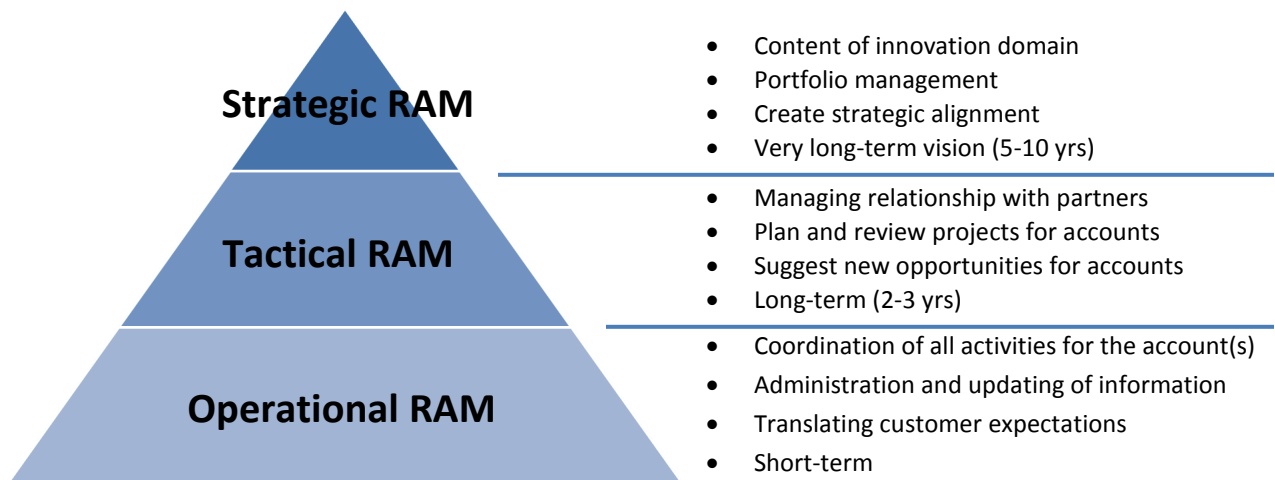 Strategic RAM
• Content of innovation domain
• Portfolio management
• Create strategic alignment
• Very long-term vision (5-10 yrs)
Tactical RAM
• Managing relationship with partners
• Plan and review projects for accounts
• Suggest new opportunities for accounts
• Long-term (2-3 yrs)
Operational RAM
• Coordination of all activities for the account(s)
• Administration and updating of information
• Translating customer expectations
• Short-term